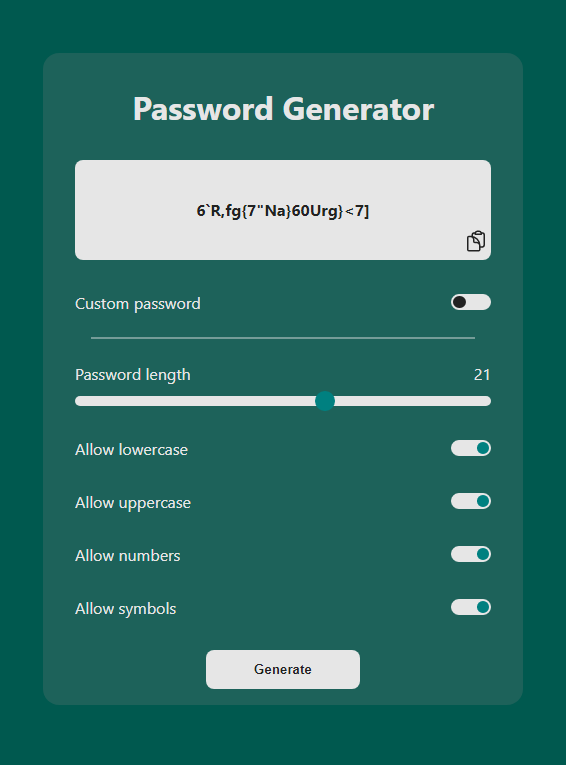 Password Generator
6`R,fg{7"Na}60Urg}<7]
Custom password
Password length 21
Allow lowercase
Allow uppercase
Allow numbers
Allow symbols
Generate